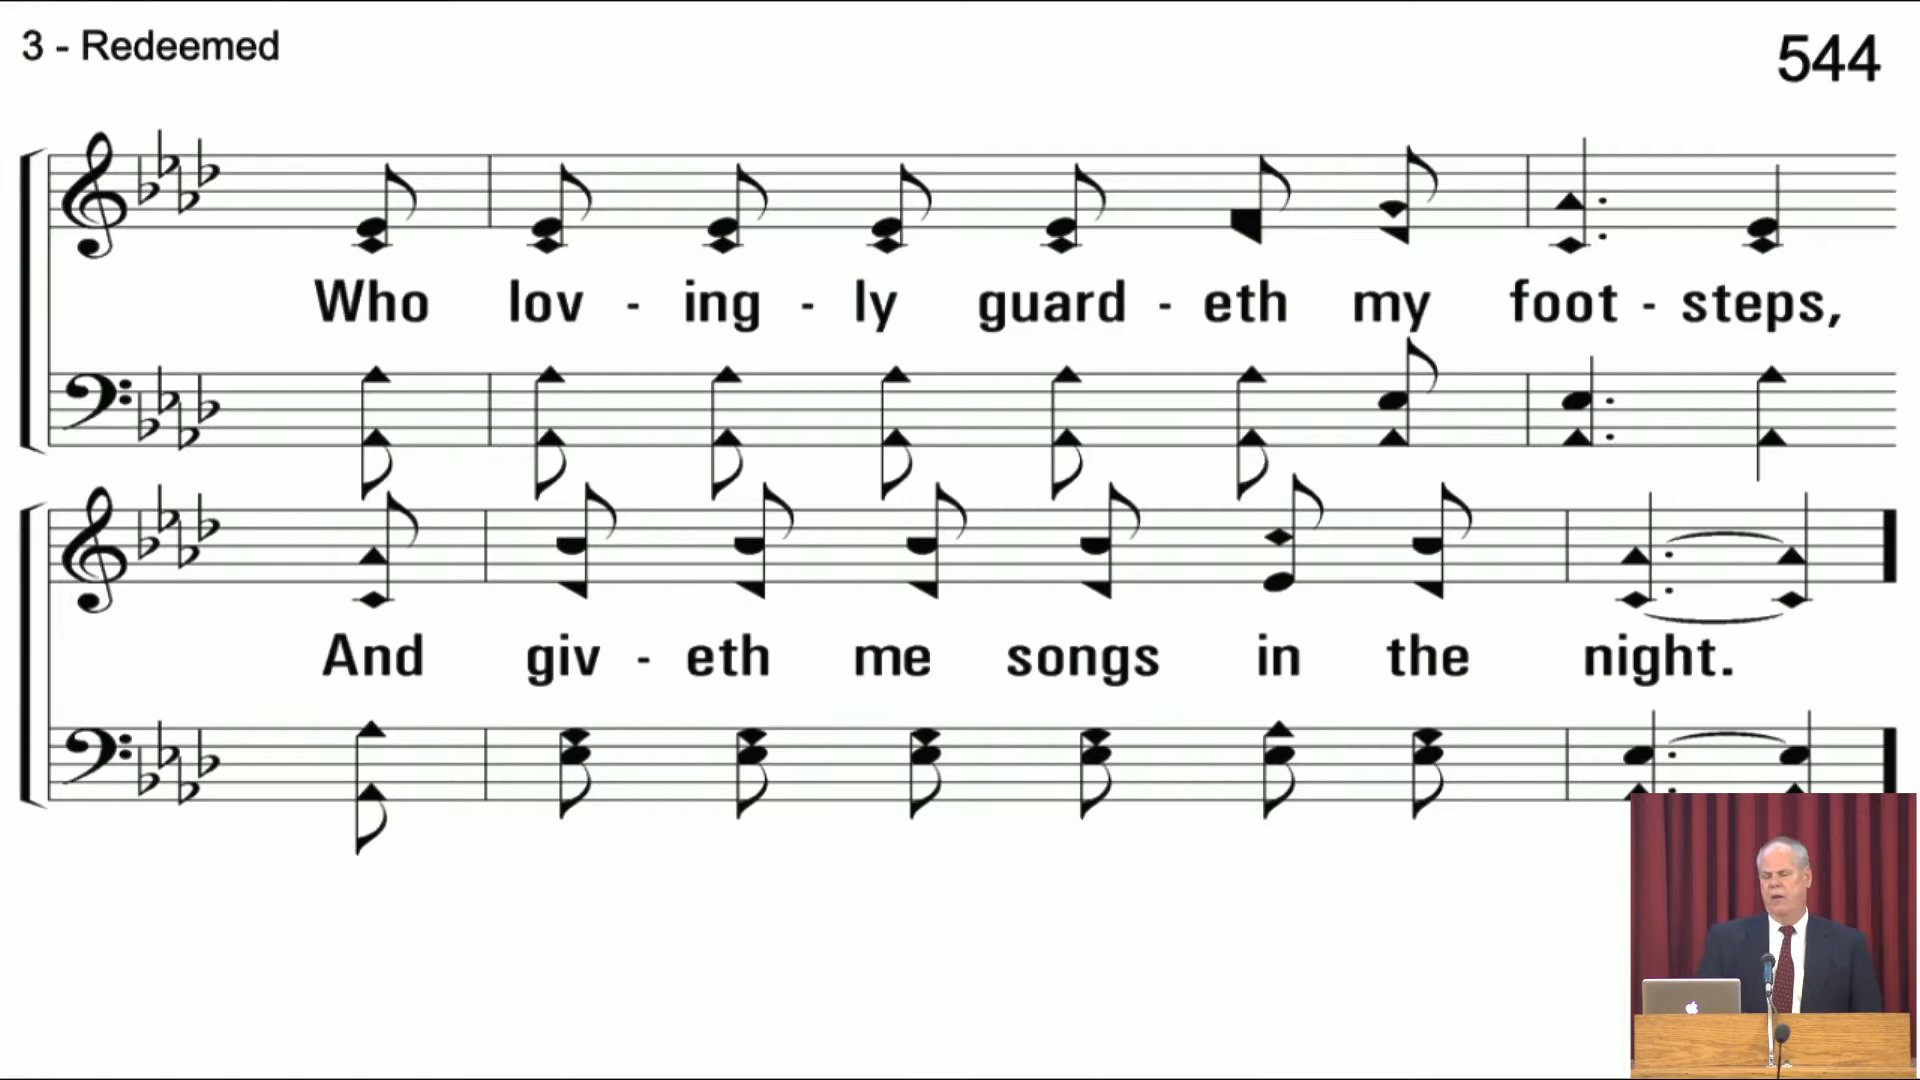 3 - Redeemed
544
Who lov - ing - ly guard - eth my foot - steps,
And giv - eth me songs in the night.